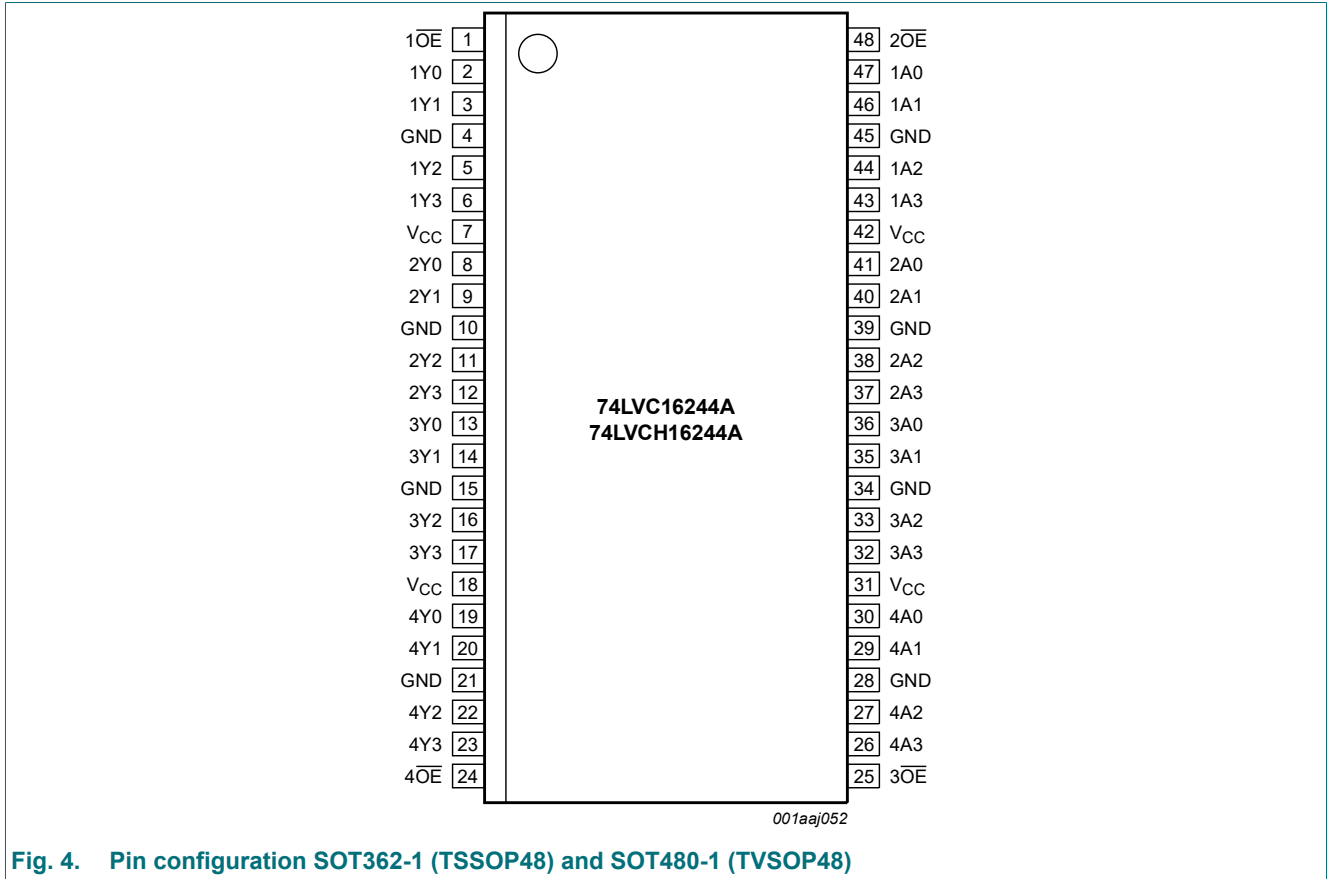 1OE 1 48 2OE
1Y0 2 47 1A0
1Y1 3 46 1A1
GND 4 45 GND
1Y2 5 44 1A2
1Y3 6 43 1A3
VCC 7 42 VCC
2Y0 8 41 2A0
2Y1 9 40 2A1
GND 10 39 GND
2Y2 11 38 2A2
2Y3 12 37 2A3
74LVC16244A
3Y0 13 36 3A0
74LVCH16244A
3Y1 14 35 3A1
GND 15 34 GND
3Y2 16 33 3A2
3Y3 17 32 3A3
VCC 18 31 VCC
4Y0 19 30 4A0
4Y1 20 29 4A1
GND 21 28 GND
4Y2 22 27 4A2
4Y3 23 26 4A3
4OE 24 25 3OE
001aaj052
Fig. 4. Pin configuration SOT362-1 (TSSOP48) and SOT480-1 (TVSOP48)